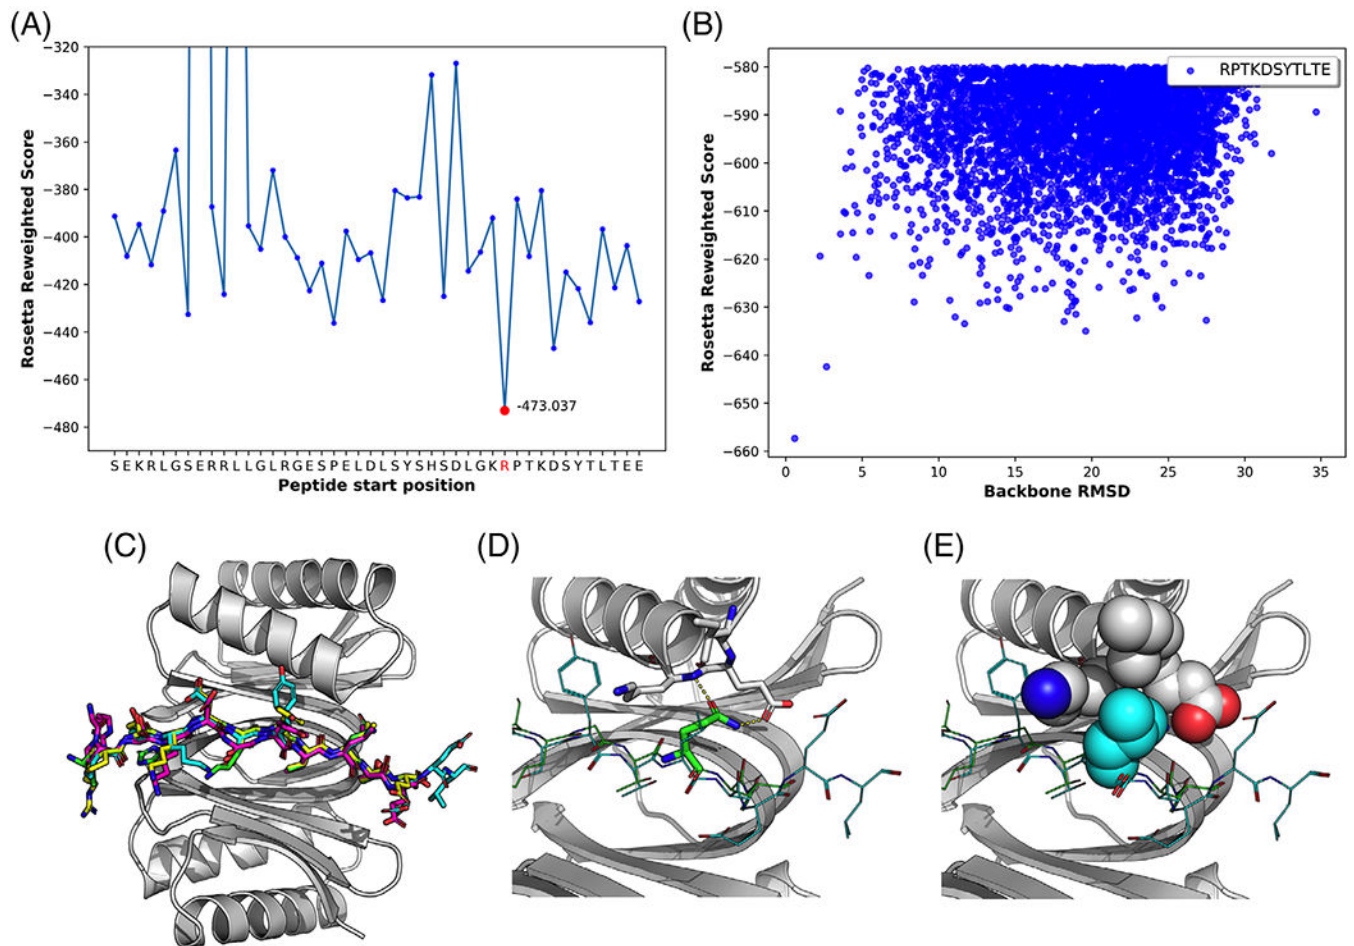 (A)
−320
−340
−360
−380
−400
−420
−440
−460
−480
Rosetta Reweighted Score
-473.037
S E K R L G S E R R L L G L R G E S P E L D L S Y S H S D L G K R P T K D S Y T L T E E
Peptide start position
(B)
−580
−590
−600
−610
−620
−630
−640
−650
−660
Rosetta Reweighted Score
RPTKDSYTLTE
0 5 10 15 20 25 30 35
Backbone RMSD
(C)
(D)
(E)